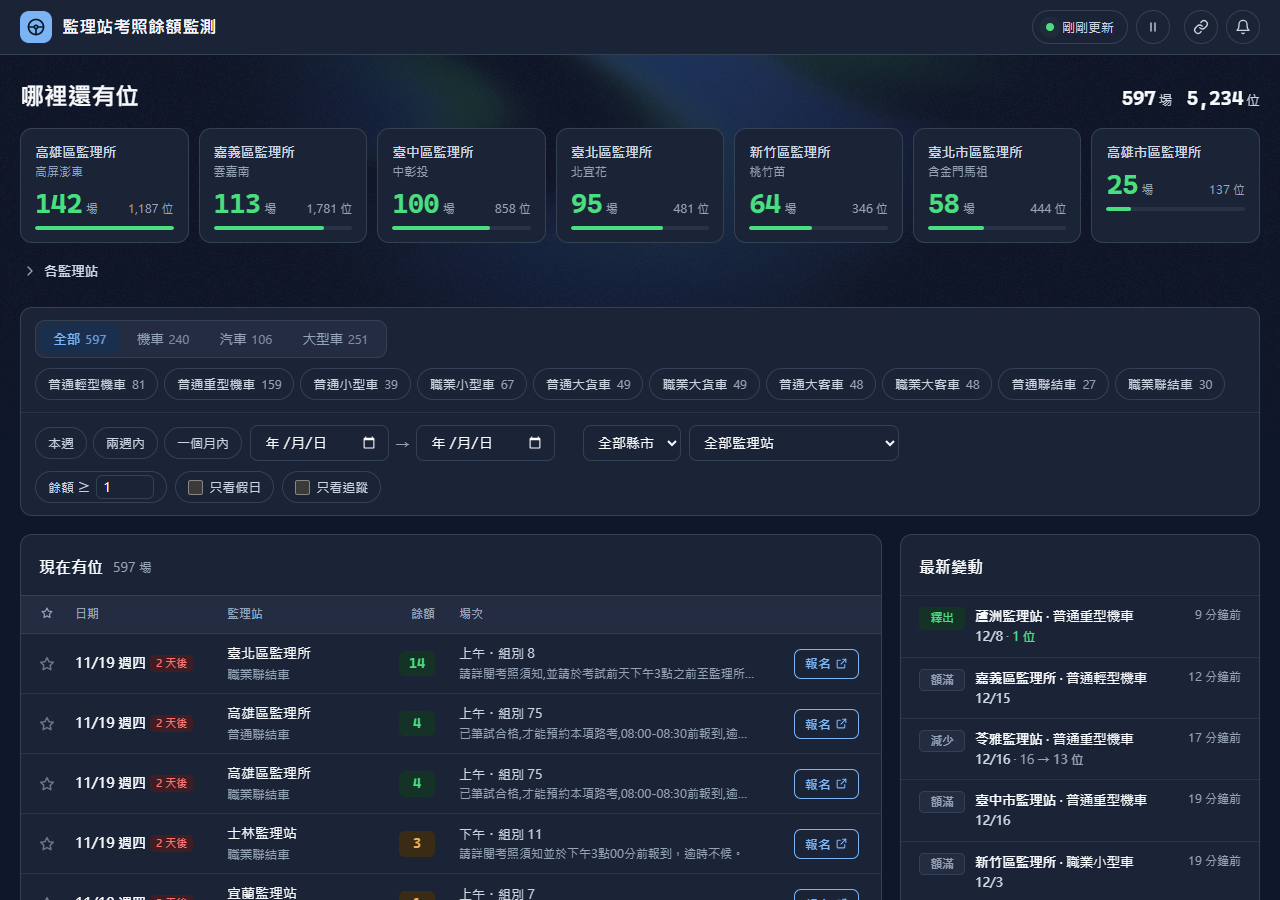 監理站考照餘額監測
剛剛更新
哪裡還有位
597 場 5,234 位
高雄區監理所
高屏澎東
142 場 1,187 位
嘉義區監理所
雲嘉南
113 場 1,781 位
臺中區監理所
中彰投
100 場 858 位
臺北區監理所
北宜花
95 場 481 位
新竹區監理所
桃竹苗
64 場 346 位
臺北市區監理所
含金門馬祖
58 場 444 位
高雄市區監理所
25 場 137 位
各監理站
全部 597 機車 240 汽車 106 大型車 251
普通輕型機車 81 普通重型機車 159 普通小型車 39 職業小型車 67 普通大貨車 49 職業大貨車 49 普通大客車 48 職業大客車 48 普通聯結車 27 職業聯結車 30
本週 兩週內 一個月內 年 /月/日 → 年 /月/日 全部縣市 全部監理站
餘額 ≥ 1 只看假日 只看追蹤
現在有位 597 場
日期 監理站 餘額 場次
11/19 週四 2 天後 臺北區監理所 14 上午・組別 8 報名
職業聯結車 請詳閱考照須知,並請於考試前天下午3點之前至監理所...
11/19 週四 2 天後 高雄區監理所 4 上午・組別 75 報名
普通聯結車 已筆試合格,才能預約本項路考,08:00-08:30前報到,逾...
11/19 週四 2 天後 高雄區監理所 4 上午・組別 75 報名
職業聯結車 已筆試合格,才能預約本項路考,08:00-08:30前報到,逾...
11/19 週四 2 天後 士林監理站 3 下午・組別 11 報名
職業聯結車 請詳閱考照須知並於下午3點00分前報到，逾時不候。
宜蘭監理站 上午・組別 7
最新變動
釋出 蘆洲監理站 · 普通重型機車 9 分鐘前
12/8 · 1 位
額滿 嘉義區監理所 · 普通輕型機車 12 分鐘前
12/15
減少 苓雅監理站 · 普通重型機車 17 分鐘前
12/16 · 16 → 13 位
額滿 臺中市監理站 · 普通重型機車 19 分鐘前
12/16
額滿 新竹區監理所 · 職業小型車 19 分鐘前
12/3